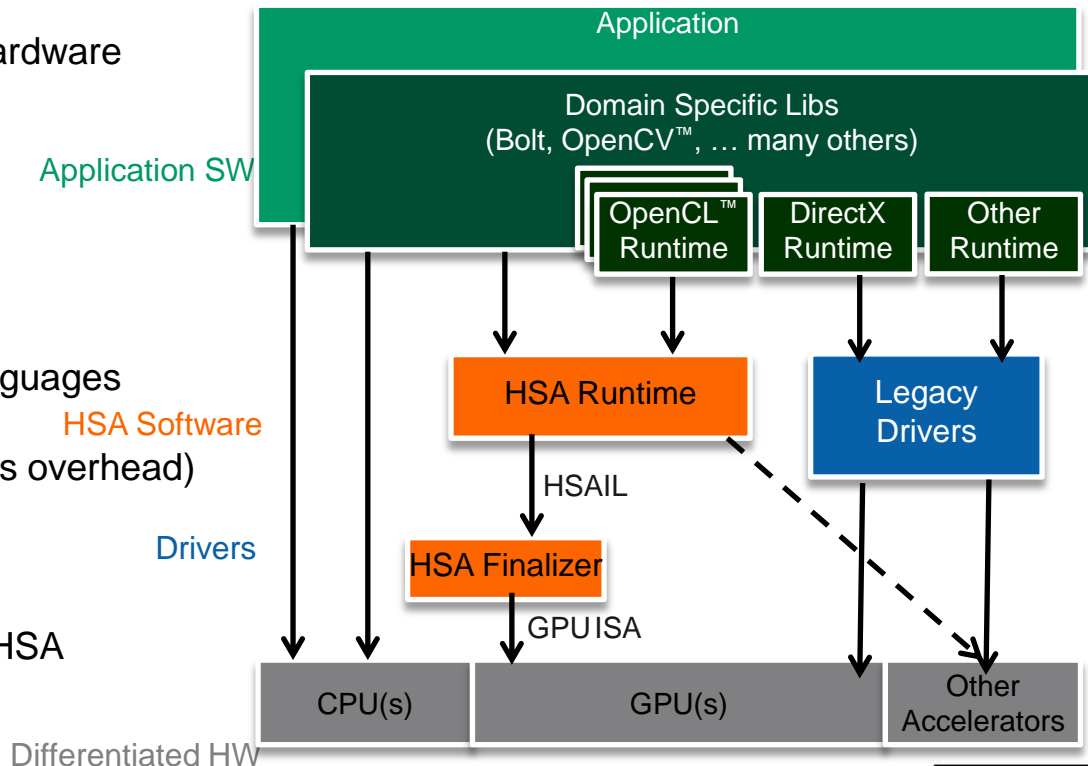 Application
ardware
Domain Specific Libs
(Bolt, OpenCV™, … many others)
Application SW
OpenCL™
Runtime
DirectX
Runtime
Other
Runtime
guages
HSA Runtime
Legacy
Drivers
HSA Software
s overhead)
HSAIL
Drivers
HSA Finalizer
GPU ISA
HSA
CPU(s)
GPU(s)
Other
Accelerators
Differentiated HW